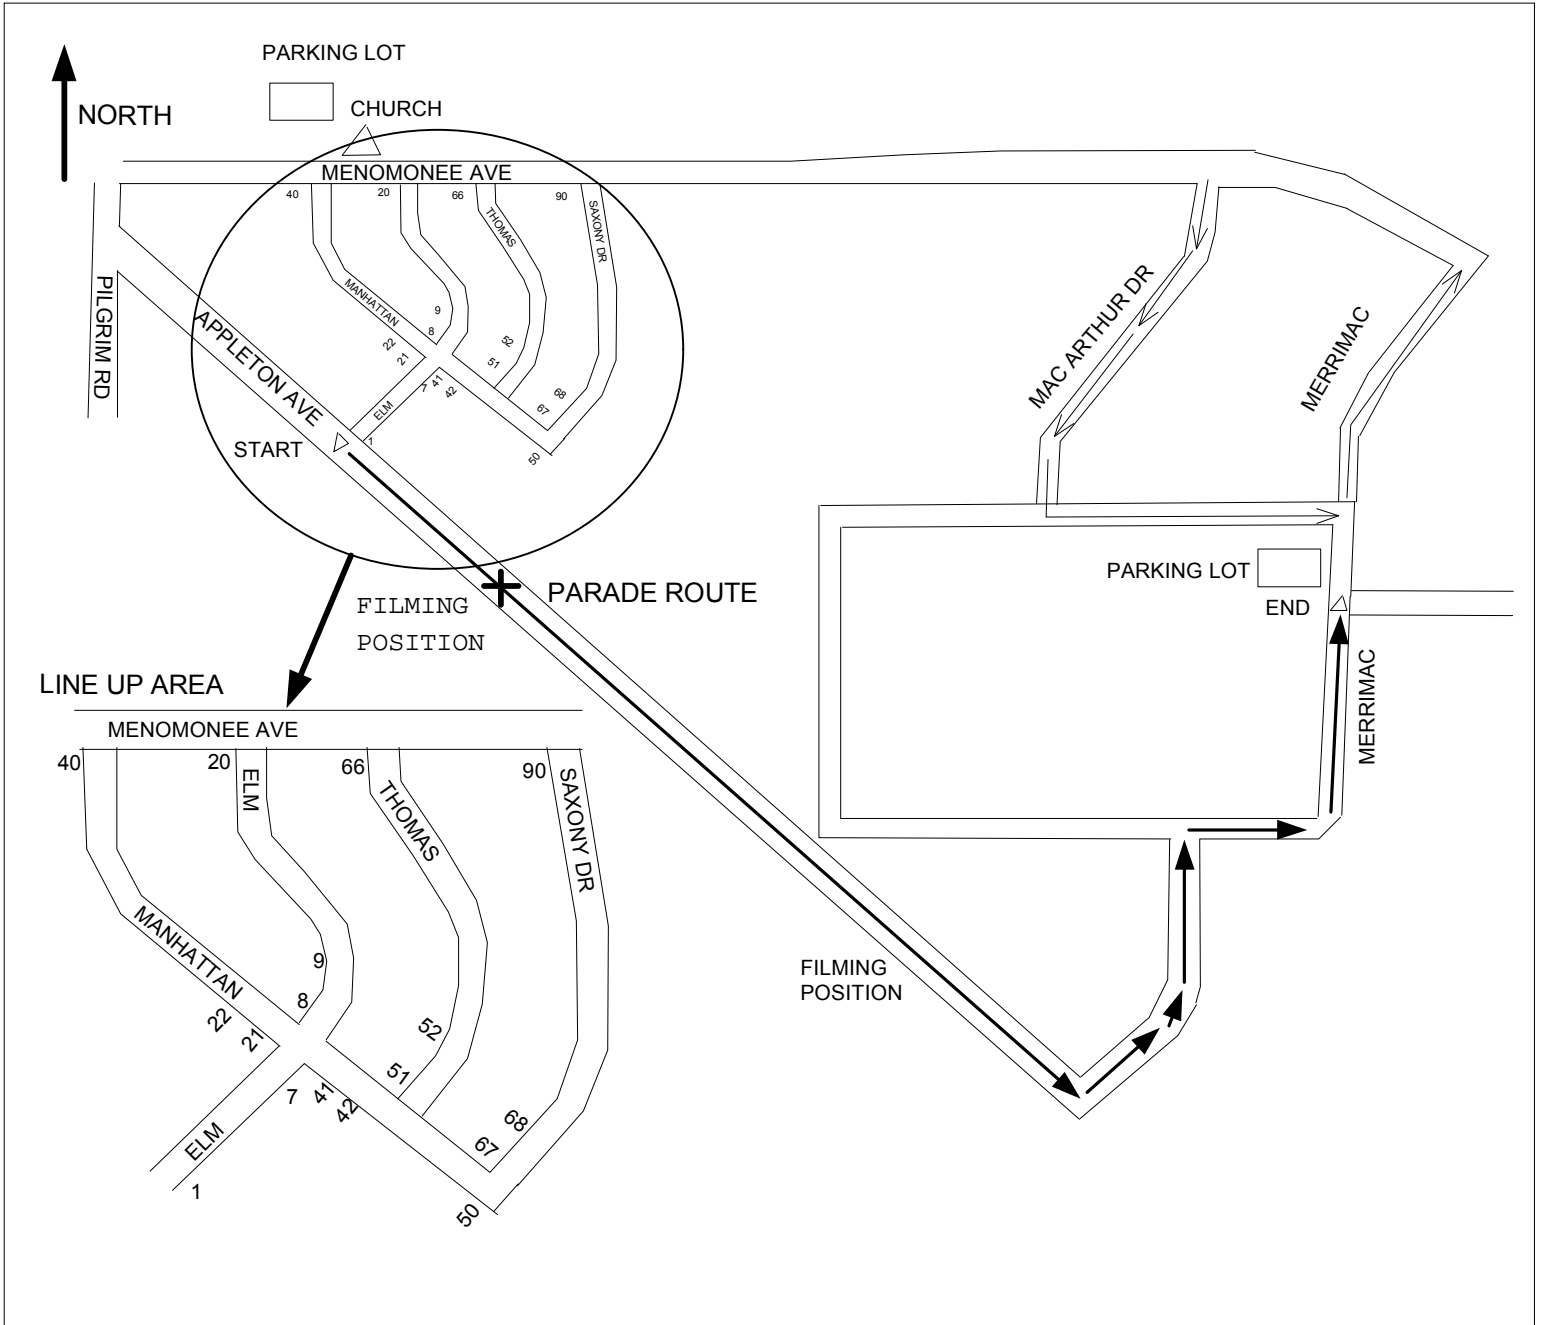 PARKING LOT
CHURCH
NORTH
MENOMONEE AVE
40
20
66
90
THOMAS
SAXONY DR
PILGRIM RD
MANHATTAN
9
8
22
21
52
51
APPLETON AVE
7
41
42
68
67
ELM
1
50
START
MAC ARTHUR DR
MERRIMAC
PARKING LOT
END
PARADE ROUTE
FILMING
POSITION
MERRIMAC
LINE UP AREA
MENOMONEE AVE
40
20
66
90
ELM
THOMAS
SAXONY DR
MANHATTAN
9
8
22
21
52
51
7
41
42
68
67
ELM
1
50
FILMING
POSITION